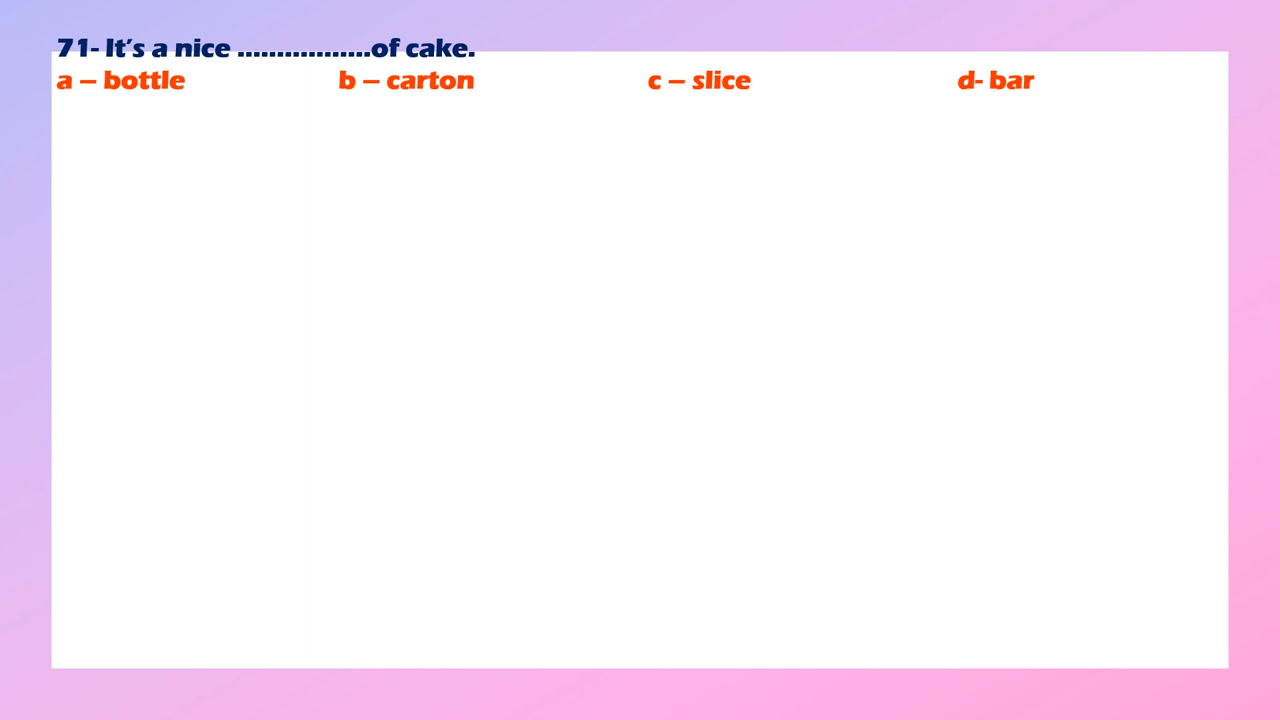 71- It's a nice .................of cake.
a – bottle b – carton c – slice d- bar